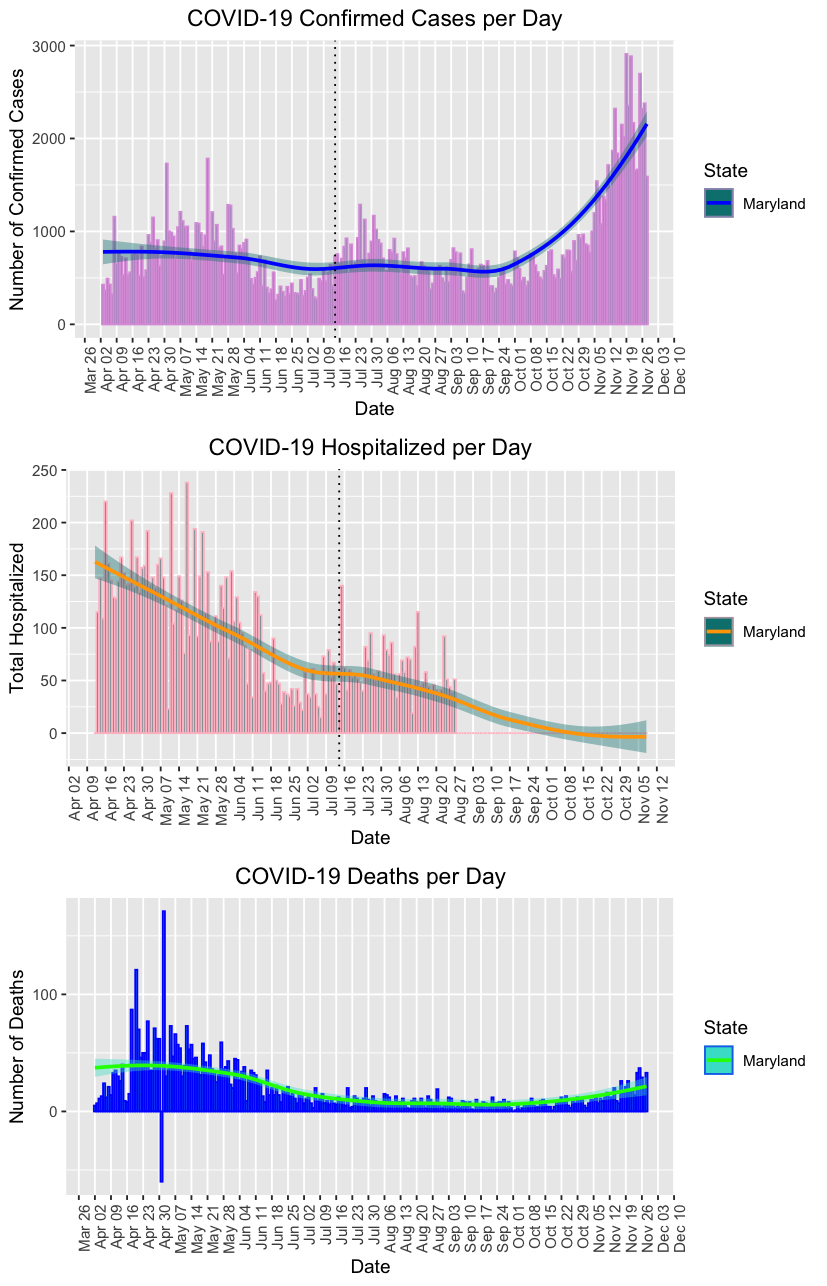 COVID-19 Confirmed Cases per Day
Number of Confirmed Cases
3000
2000
1000
0
Mar 26
Apr 02
Apr 09
Apr 16
Apr 23
Apr 30
May 07
May 14
May 21
May 28
Jun 04
Jun 11
Jun 18
Jun 25
Jul 02
Jul 09
Jul 16
Jul 23
Jul 30
Aug 06
Aug 13
Aug 20
Aug 27
Sep 03
Sep 10
Sep 17
Sep 24
Oct 01
Oct 08
Oct 15
Oct 22
Oct 29
Nov 05
Nov 12
Nov 19
Nov 26
Dec 03
Dec 10
Date
State
Maryland
COVID-19 Hospitalized per Day
Total Hospitalized
250
200
150
100
50
0
Apr 02
Apr 09
Apr 16
Apr 23
Apr 30
May 07
May 14
May 21
May 28
Jun 04
Jun 11
Jun 18
Jun 25
Jul 02
Jul 09
Jul 16
Jul 23
Jul 30
Aug 06
Aug 13
Aug 20
Aug 27
Sep 03
Sep 10
Sep 17
Sep 24
Oct 01
Oct 08
Oct 15
Oct 22
Oct 29
Nov 05
Nov 12
Date
State
Maryland
COVID-19 Deaths per Day
Number of Deaths
100
0
Mar 26
Apr 02
Apr 09
Apr 16
Apr 23
Apr 30
May 07
May 14
May 21
May 28
Jun 04
Jun 11
Jun 18
Jun 25
Jul 02
Jul 09
Jul 16
Jul 23
Jul 30
Aug 06
Aug 13
Aug 20
Aug 27
Sep 03
Sep 10
Sep 17
Sep 24
Oct 01
Oct 08
Oct 15
Oct 22
Oct 29
Nov 05
Nov 12
Nov 19
Nov 26
Dec 03
Dec 10
Date
State
Maryland